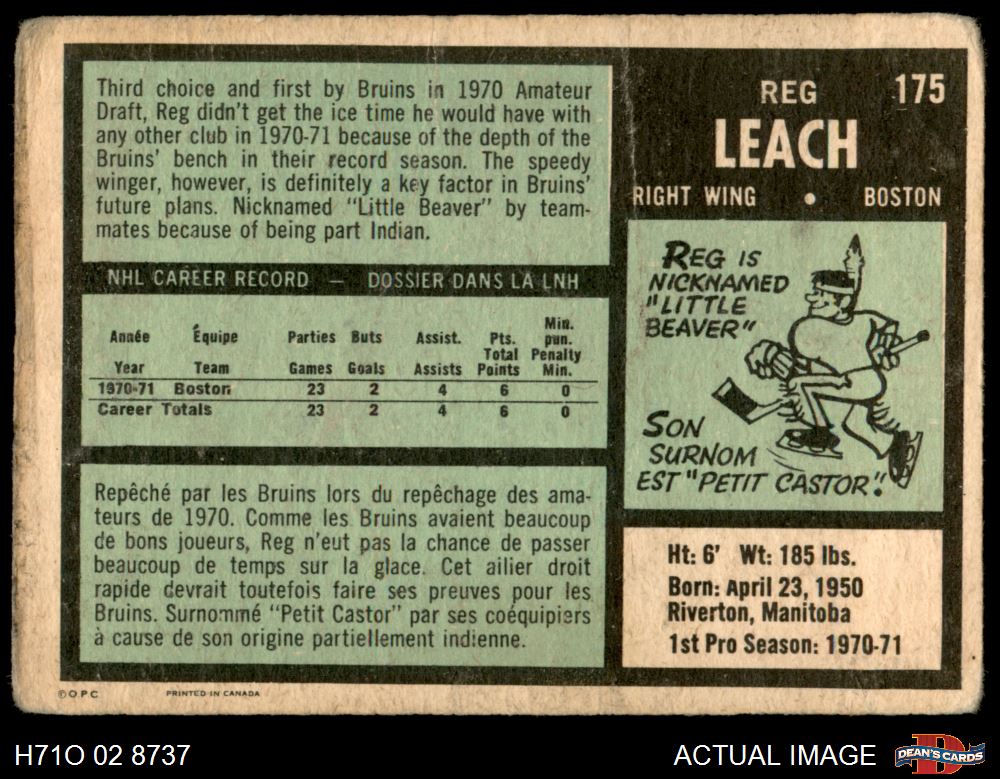 Third choice and first by Bruins in 1970 Amateur
Draft, Reg didn't get the ice time he would have with
any other club in 1970-71 because of the depth of the
Bruins' bench in their record season. The speedy
winger, however, is definitely a key factor in Bruins'
future plans. Nicknamed "Little Beaver" by team-
mates because of being part Indian.
NHL CAREER RECORD — DOSSIER DANS LA LNH
Année Équipe Parties Buts Assist. Pts. Min. pun.
Year Team Games Goals Assists Total Points Penalty Min.
1970-71 Boston 23 2 4 6 0
Career Totals 23 2 4 6 0
Repêché par les Bruins lors du repêchage des ama-
teurs de 1970. Comme les Bruins avaient beaucoup
de bons joueurs, Reg n'eut pas la chance de passer
beaucoup de temps sur la glace. Cet ailier droit
rapide devrait toutefois faire ses preuves pour les
Bruins. Surnommé "Petit Castor" par ses coéquipiers
à cause de son origine partiellement indienne.
©O.P.C. PRINTED IN CANADA
REG 175
LEACH
RIGHT WING • BOSTON
REG IS
NICKNAMED
"LITTLE
BEAVER"
SON
SURNOM
EST "PETIT CASTOR".
Ht: 6' Wt: 185 lbs.
Born: April 23, 1950
Riverton, Manitoba
1st Pro Season: 1970-71
H71O 02 8737
ACTUAL IMAGE
D
DEAN'S CARDS